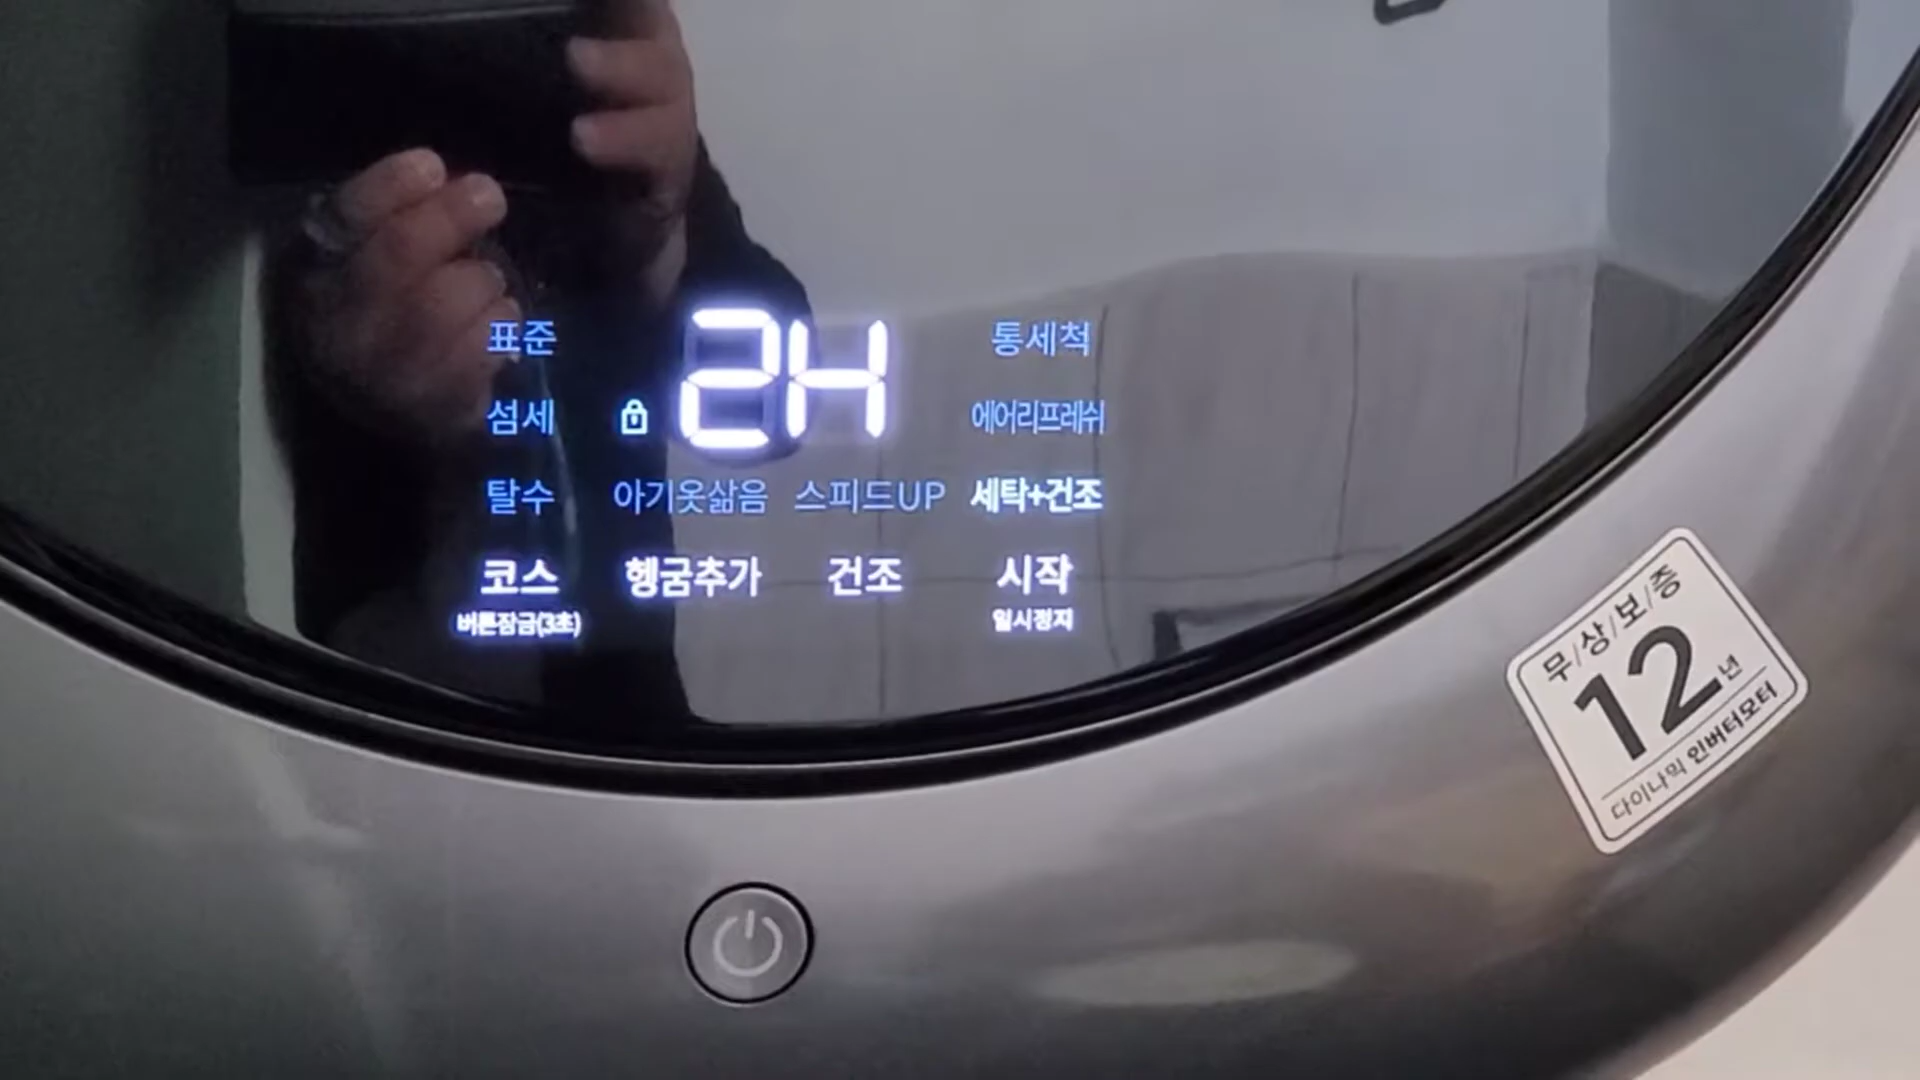 표준
2H
통세척
섬세
에어리프레쉬
탈수
아기옷삶음
스피드UP
세탁+건조
코스
헹굼추가
건조
시작
버튼잠금(3초)
일시정지
무/상/보/증
12년
다이나믹 인버터모터